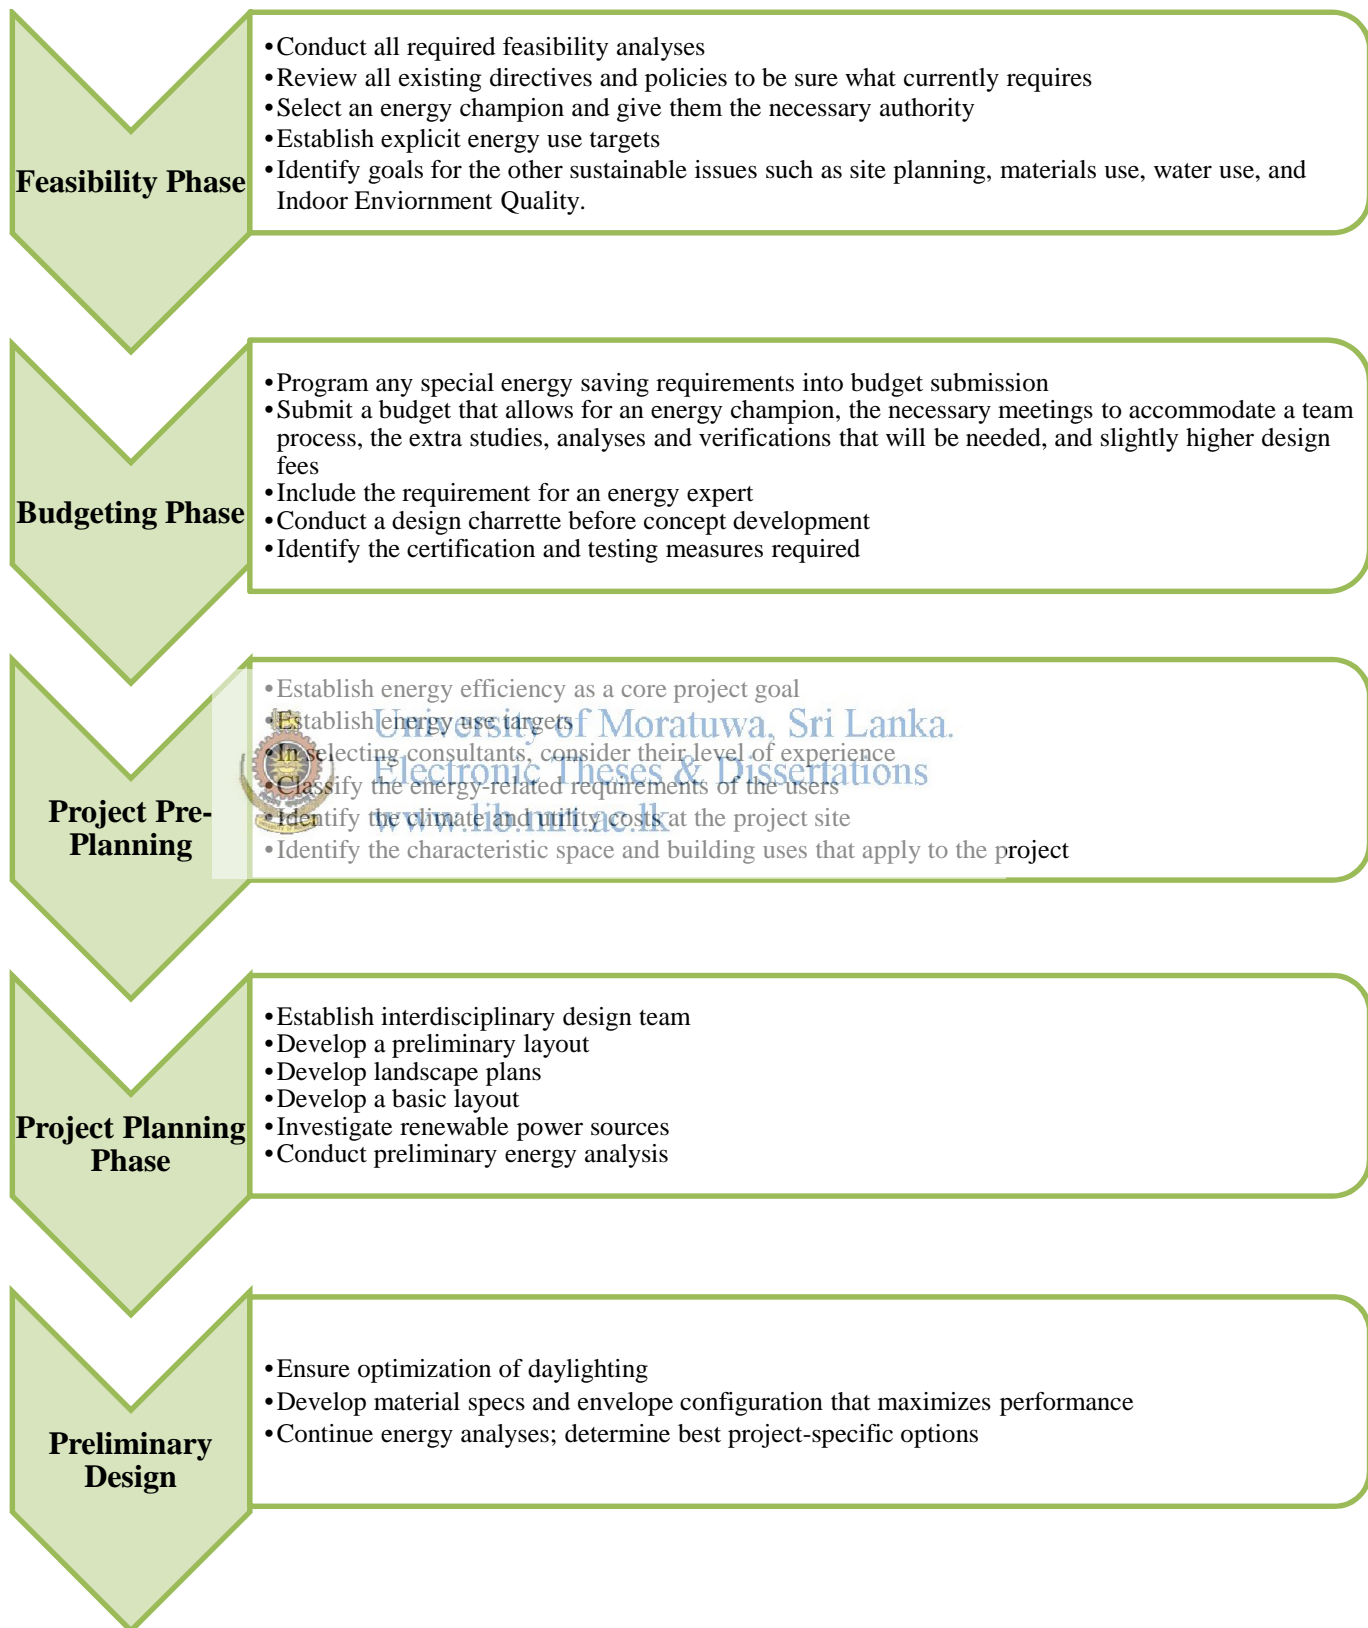 Feasibility Phase
•Conduct all required feasibility analyses
•Review all existing directives and policies to be sure what currently requires
•Select an energy champion and give them the necessary authority
•Establish explicit energy use targets
•Identify goals for the other sustainable issues such as site planning, materials use, water use, and
Indoor Enviornment Quality.
Budgeting Phase
•Program any special energy saving requirements into budget submission
•Submit a budget that allows for an energy champion, the necessary meetings to accommodate a team
process, the extra studies, analyses and verifications that will be needed, and slightly higher design
fees
•Include the requirement for an energy expert
•Conduct a design charrette before concept development
•Identify the certification and testing measures required
Project Pre-
Planning
•Establish energy efficiency as a core project goal
•Establish energy use targets
•In selecting consultants, consider their level of experience
•Classify the energy-related requirements of the users
•Identify the climate and utility costs at the project site
•Identify the characteristic space and building uses that apply to the project
University of Moratuwa, Sri Lanka.
Electronic Theses & Dissertations
www.lib.mrt.ac.lk
Project Planning
Phase
•Establish interdisciplinary design team
•Develop a preliminary layout
•Develop landscape plans
•Develop a basic layout
•Investigate renewable power sources
•Conduct preliminary energy analysis
Preliminary
Design
•Ensure optimization of daylighting
•Develop material specs and envelope configuration that maximizes performance
•Continue energy analyses; determine best project-specific options